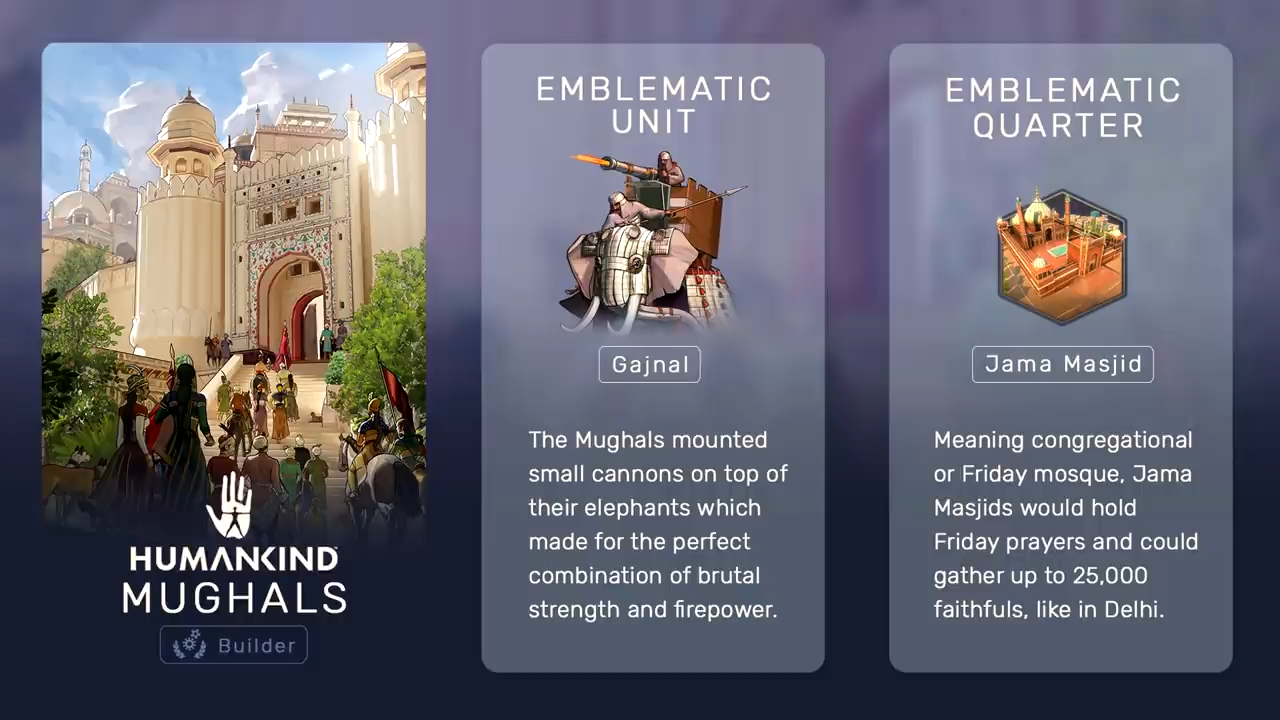 HUMANKIND
MUGHALS
Builder
EMBLEMATIC
UNIT
Gajnal
The Mughals mounted
small cannons on top of
their elephants which
made for the perfect
combination of brutal
strength and firepower.
EMBLEMATIC
QUARTER
Jama Masjid
Meaning congregational
or Friday mosque, Jama
Masjids would hold
Friday prayers and could
gather up to 25,000
faithfuls, like in Delhi.